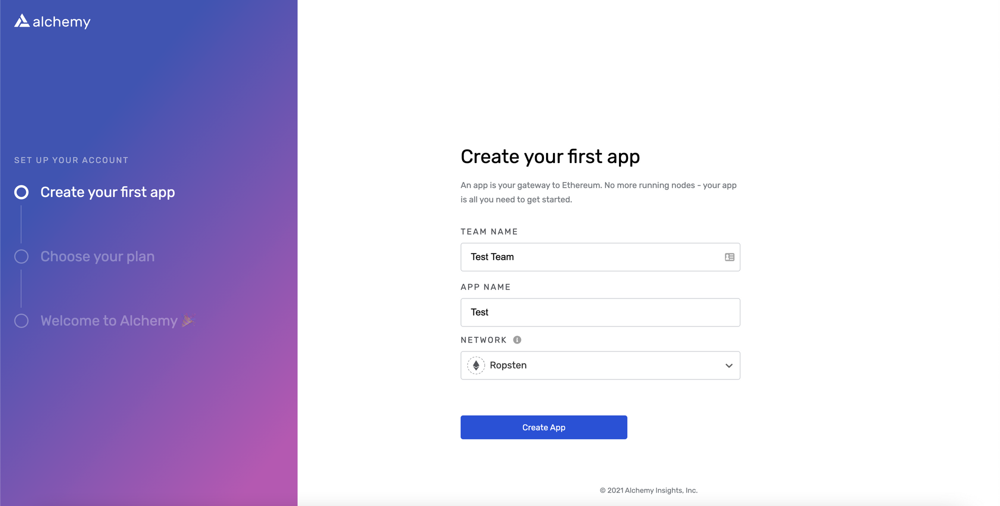 alchemy
SET UP YOUR ACCOUNT
Create your first app
Choose your plan
Welcome to Alchemy 🎉
Create your first app
An app is your gateway to Ethereum. No more running nodes - your app
is all you need to get started.
TEAM NAME
Test Team
APP NAME
Test
NETWORK
Ropsten
Create App
© 2021 Alchemy Insights, Inc.